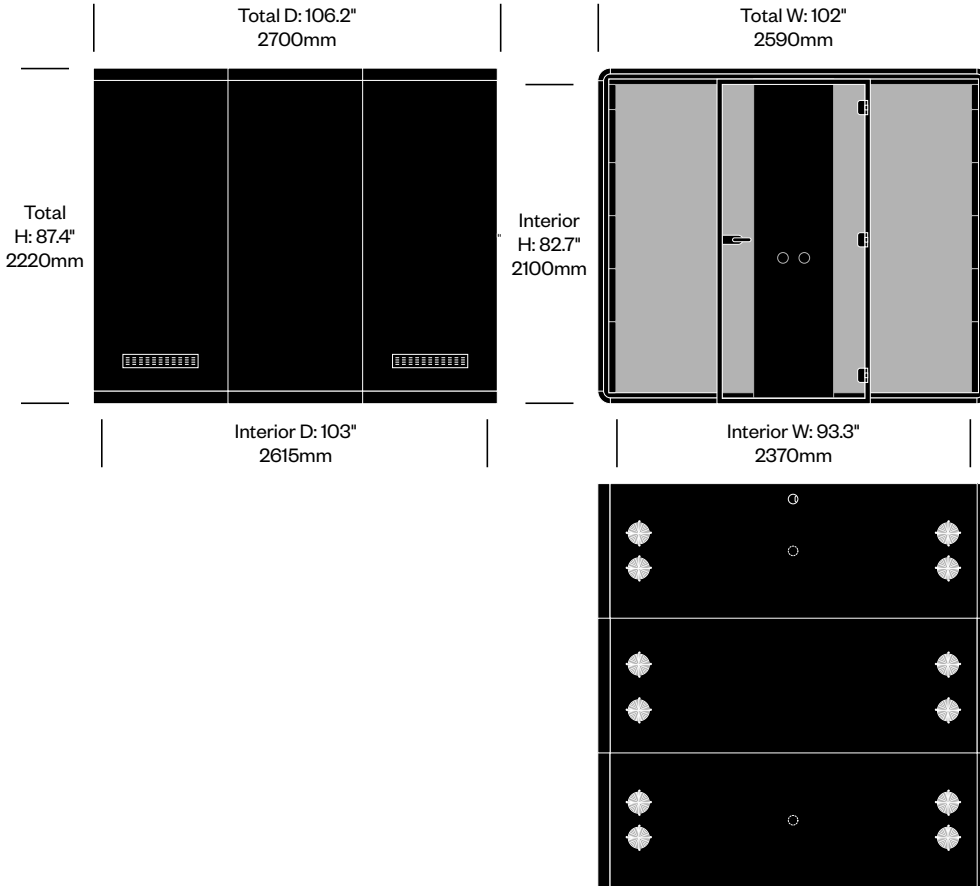 Total D: 106.2"
2700mm
Total W: 102"
2590mm
Total
H: 87.4"
2220mm
"
Interior
H: 82.7"
2100mm
Interior D: 103"
2615mm
Interior W: 93.3"
2370mm